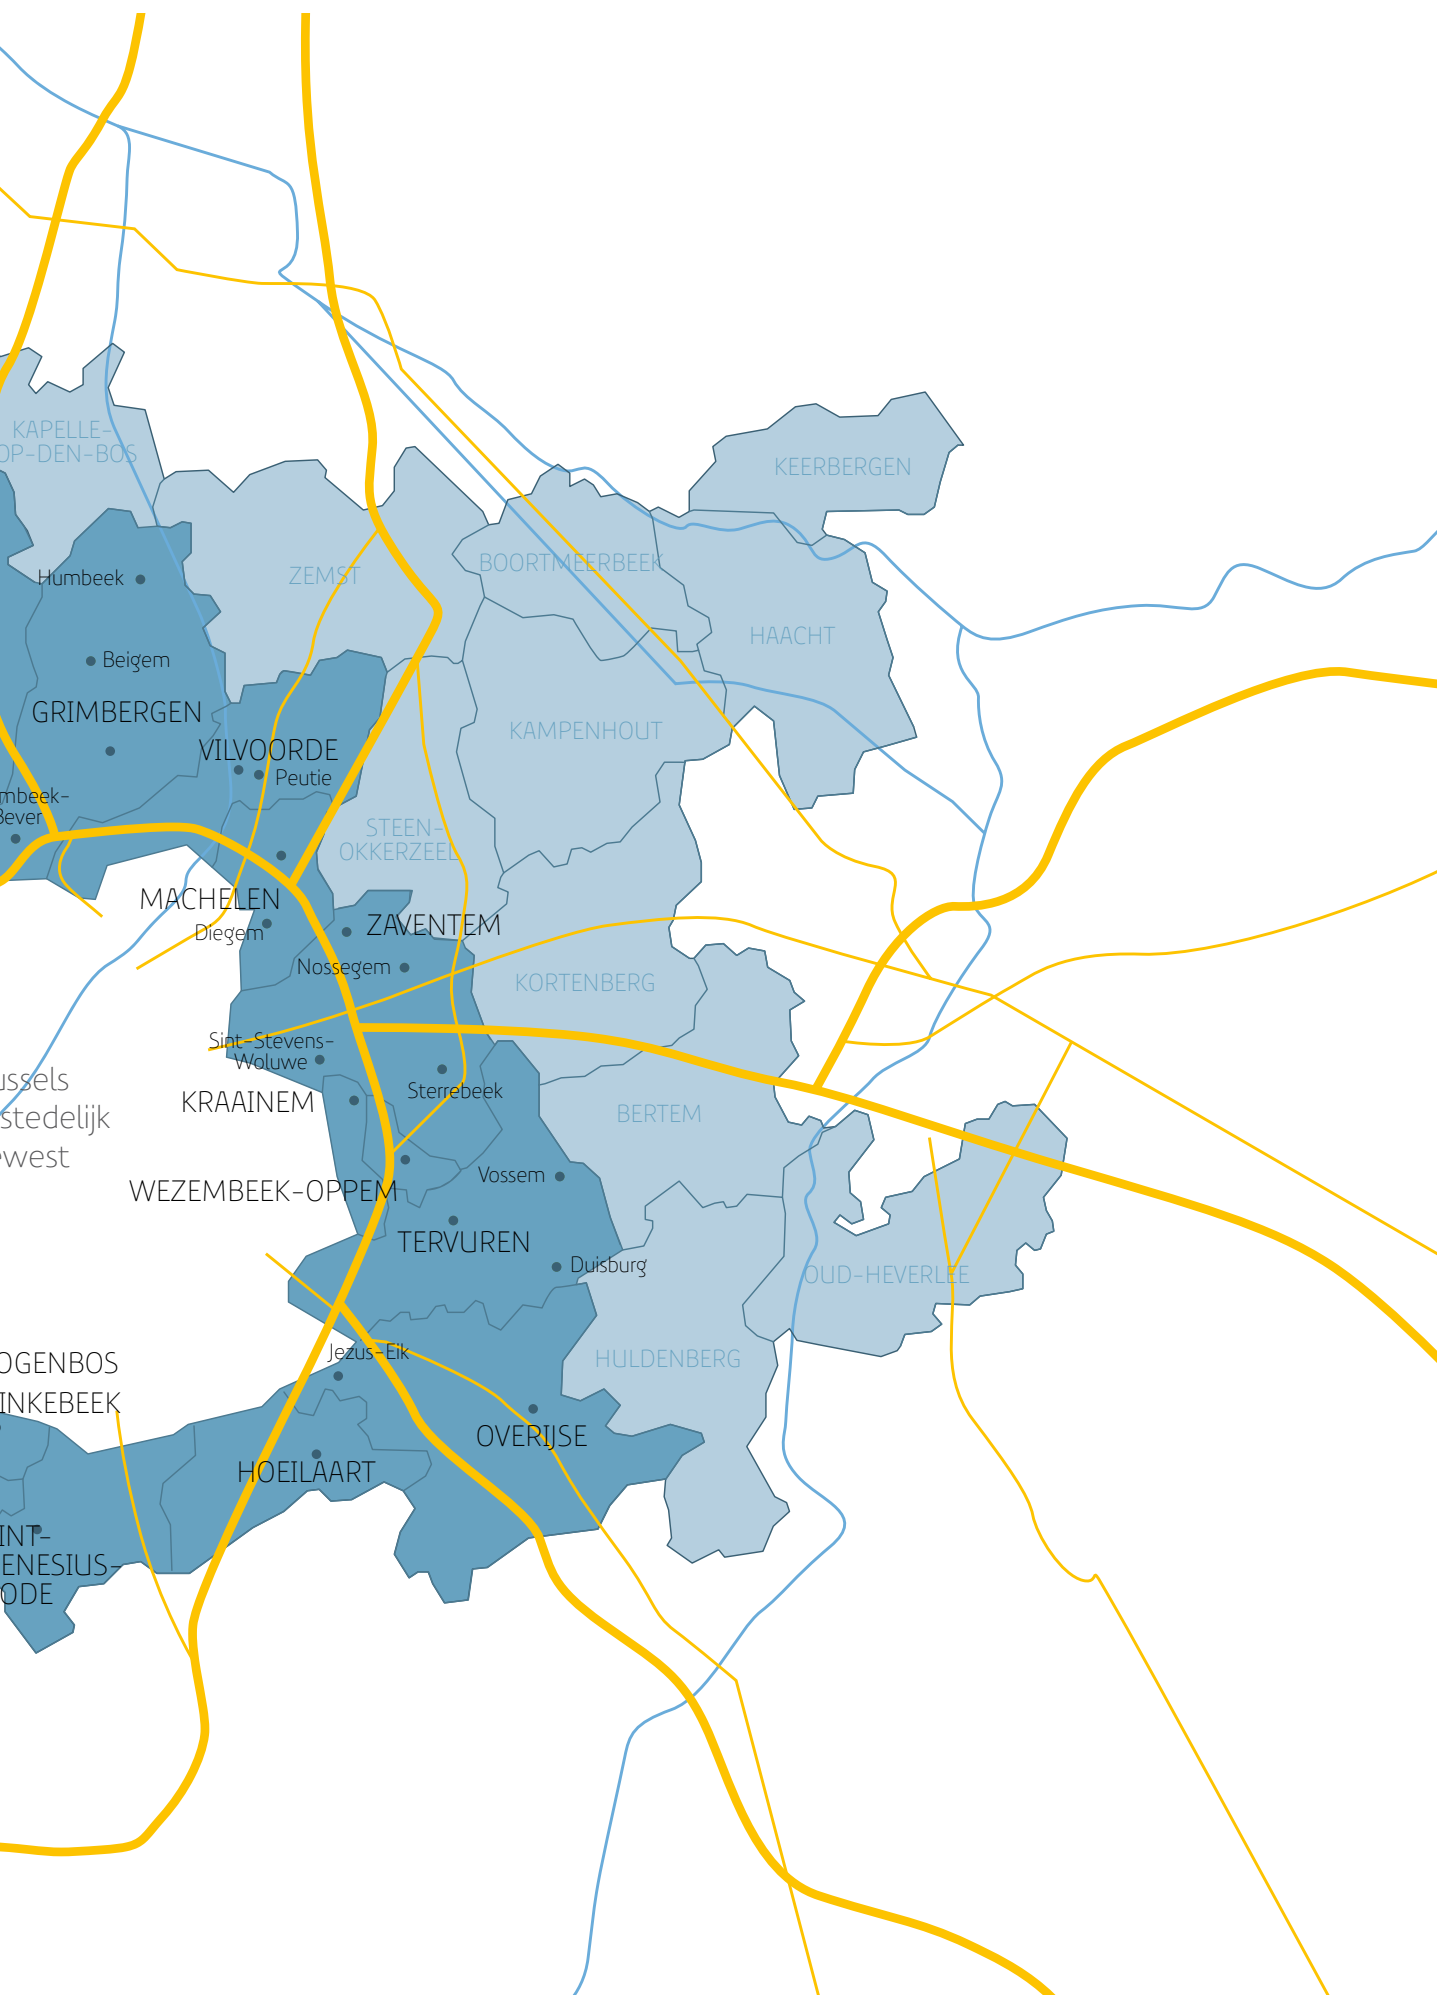 KAPELLE-
OP-DEN-BOS
KEERBERGEN
BOORTMEERBEEK
ZEMST
Humbeek
HAACHT
Beigem
GRIMBERGEN
KAMPENHOUT
VILVOORDE
Peutie
mbeek-
Bever
STEEN-
OKKERZEEL
MACHELEN
ZAVENTEM
Diegem
Nossegem
KORTENBERG
Sint-Stevens-
Woluwe
ussels
stedelijk
ewest
KRAAINEM
Sterrebeek
BERTEM
WEZEMBEEK-OPPEM
Vossem
TERVUREN
Duisburg
OUD-HEVERLEE
Jezus-Eik
HULDENBERG
OGENBOS
INKEBEEK
OVERIJSE
HOEILAART
INT-
ENESIUS-
ODE